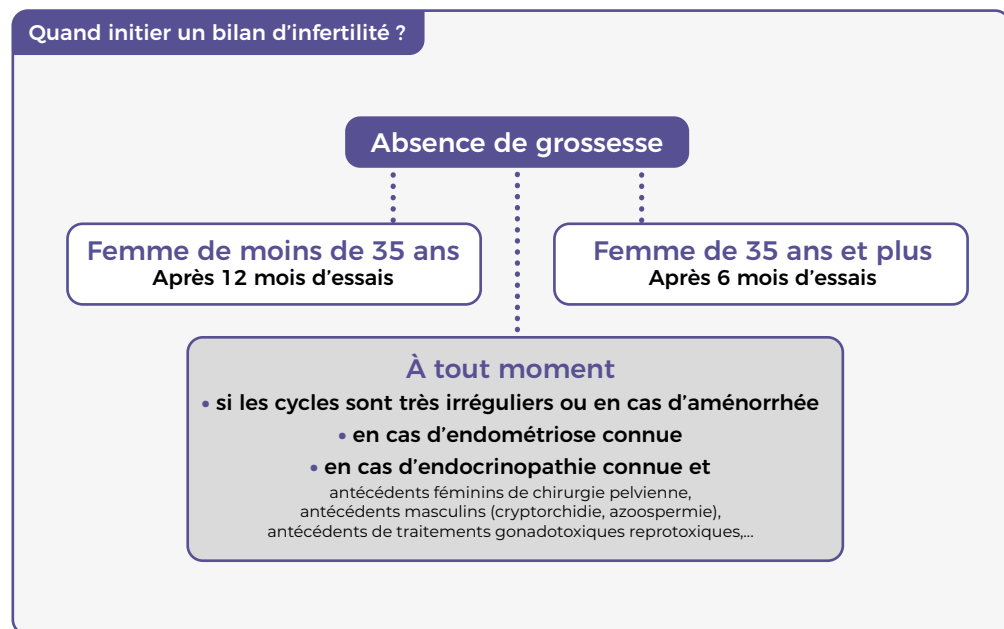 Quand initier un bilan d’infertilité ?
Absence de grossesse
Femme de moins de 35 ans
Après 12 mois d’essais
Femme de 35 ans et plus
Après 6 mois d’essais
À tout moment
• si les cycles sont très irréguliers ou en cas d’aménorrhée
• en cas d’endométriose connue
• en cas d’endocrinopathie connue et
antécédents féminins de chirurgie pelvienne,
antécédents masculins (cryptorchidie, azoospermie),
antécédents de traitements gonadotoxiques reprotoxiques,...